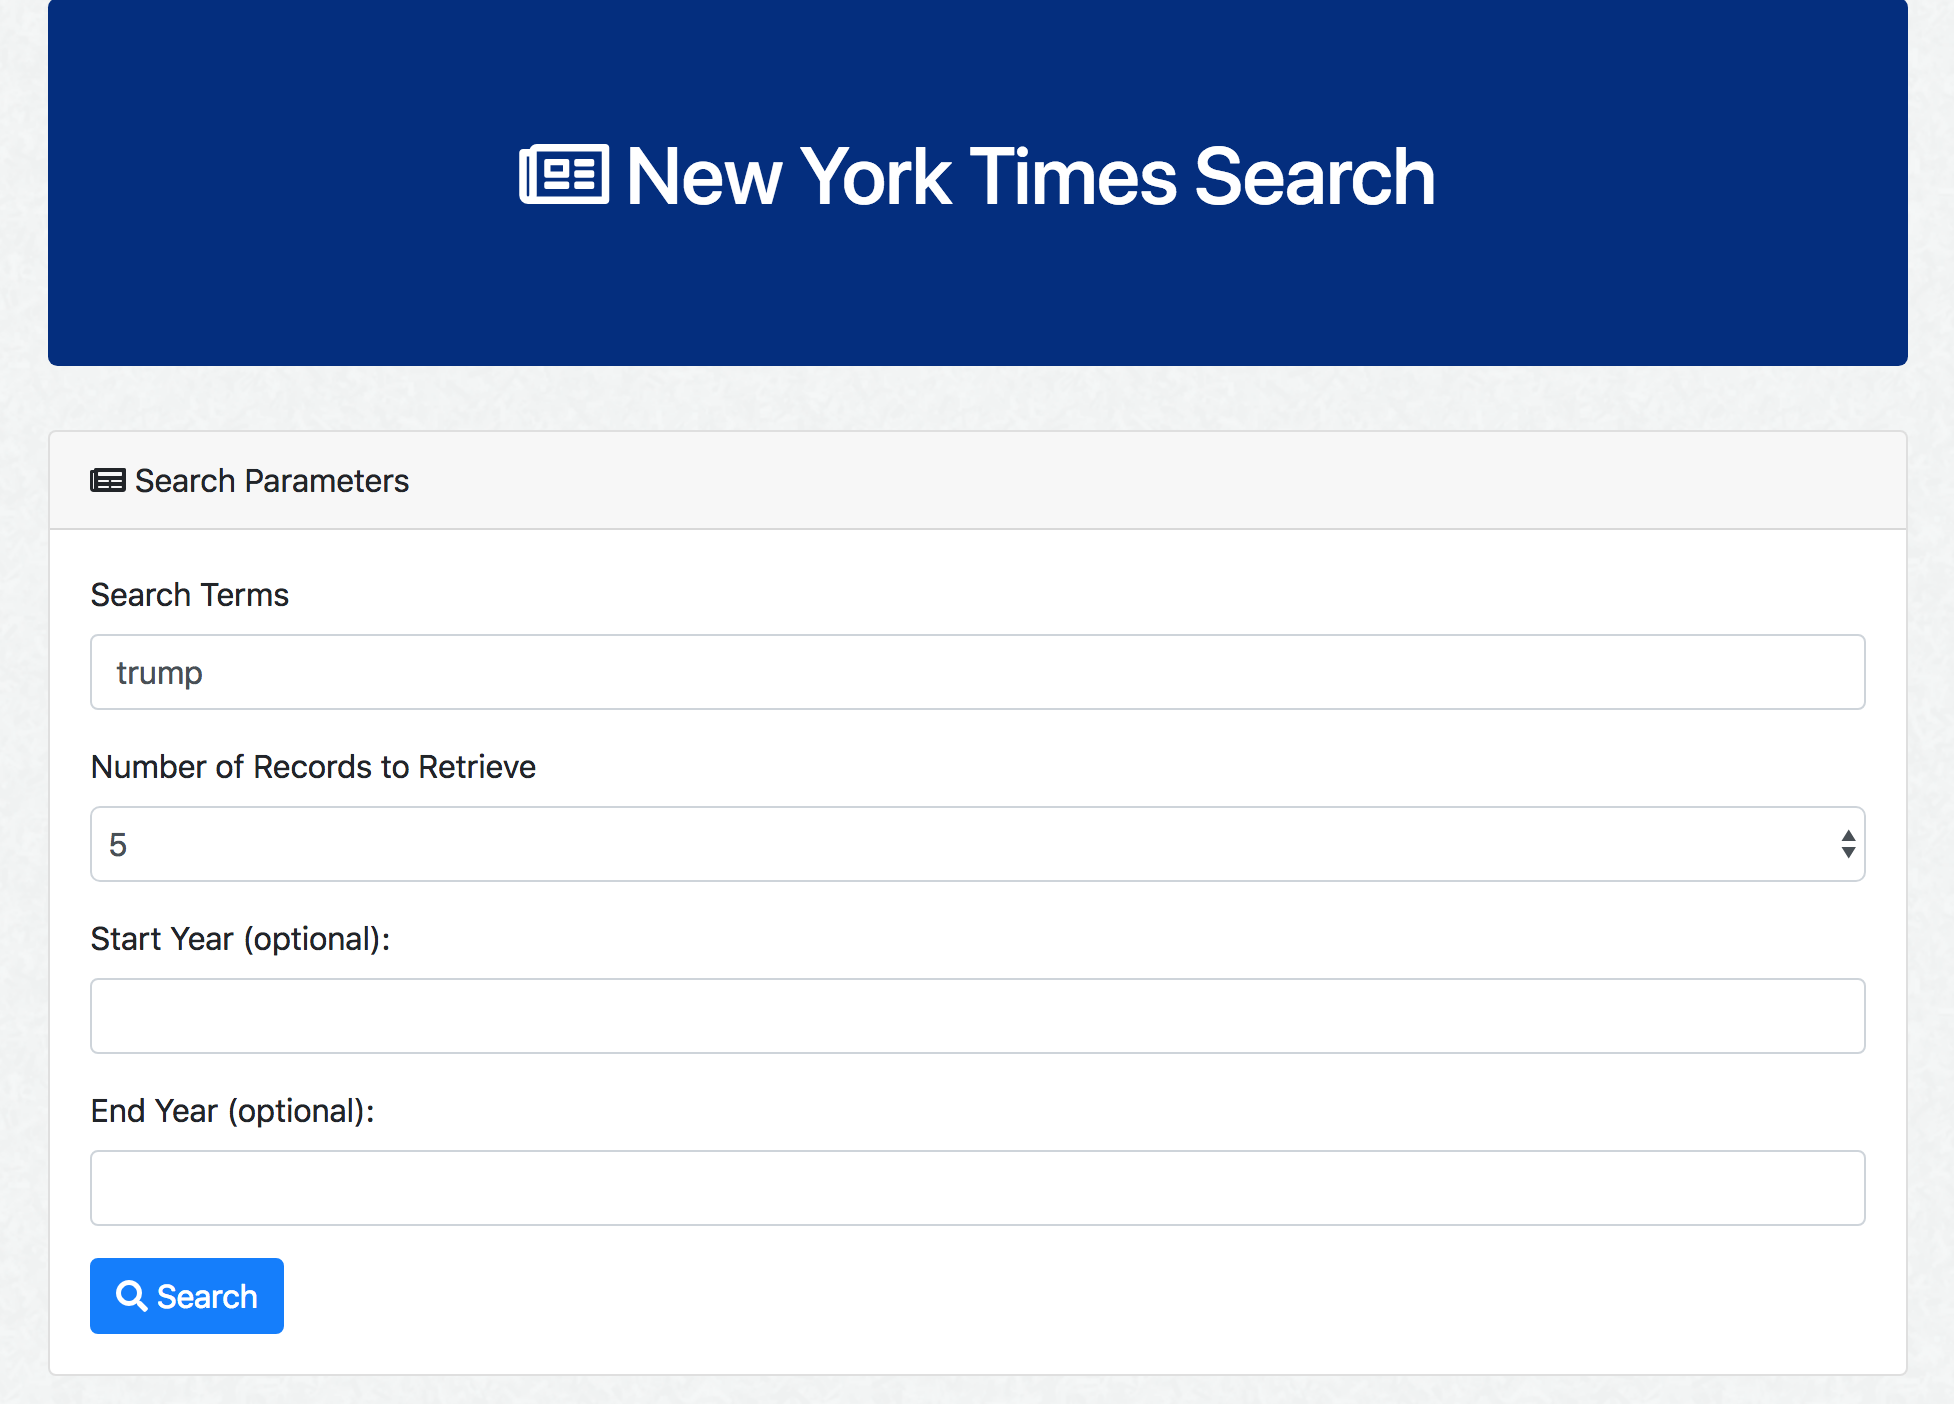 New York Times Search
Search Parameters
Search Terms
trump
Number of Records to Retrieve
5
Start Year (optional):
End Year (optional):
Search